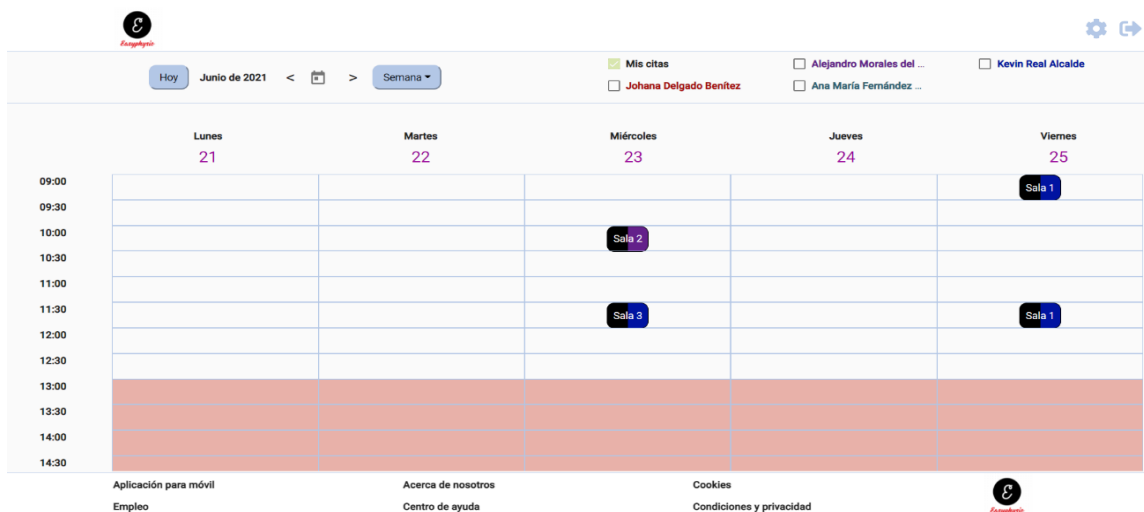 Easyphysio
Hoy Junio de 2021 < > Semana
Mis citas
Alejandro Morales del ...
Kevin Real Alcalde
Johana Delgado Benítez
Ana María Fernández ...
Lunes Martes Miércoles Jueves Viernes
21 22 23 24 25
09:00 Sala 1
09:30
10:00 Sala 2
10:30
11:00
11:30 Sala 3 Sala 1
12:00
12:30
13:00
13:30
14:00
14:30
Aplicación para móvil Acerca de nosotros Cookies
Empleo Centro de ayuda Condiciones y privacidad
Easyphysio